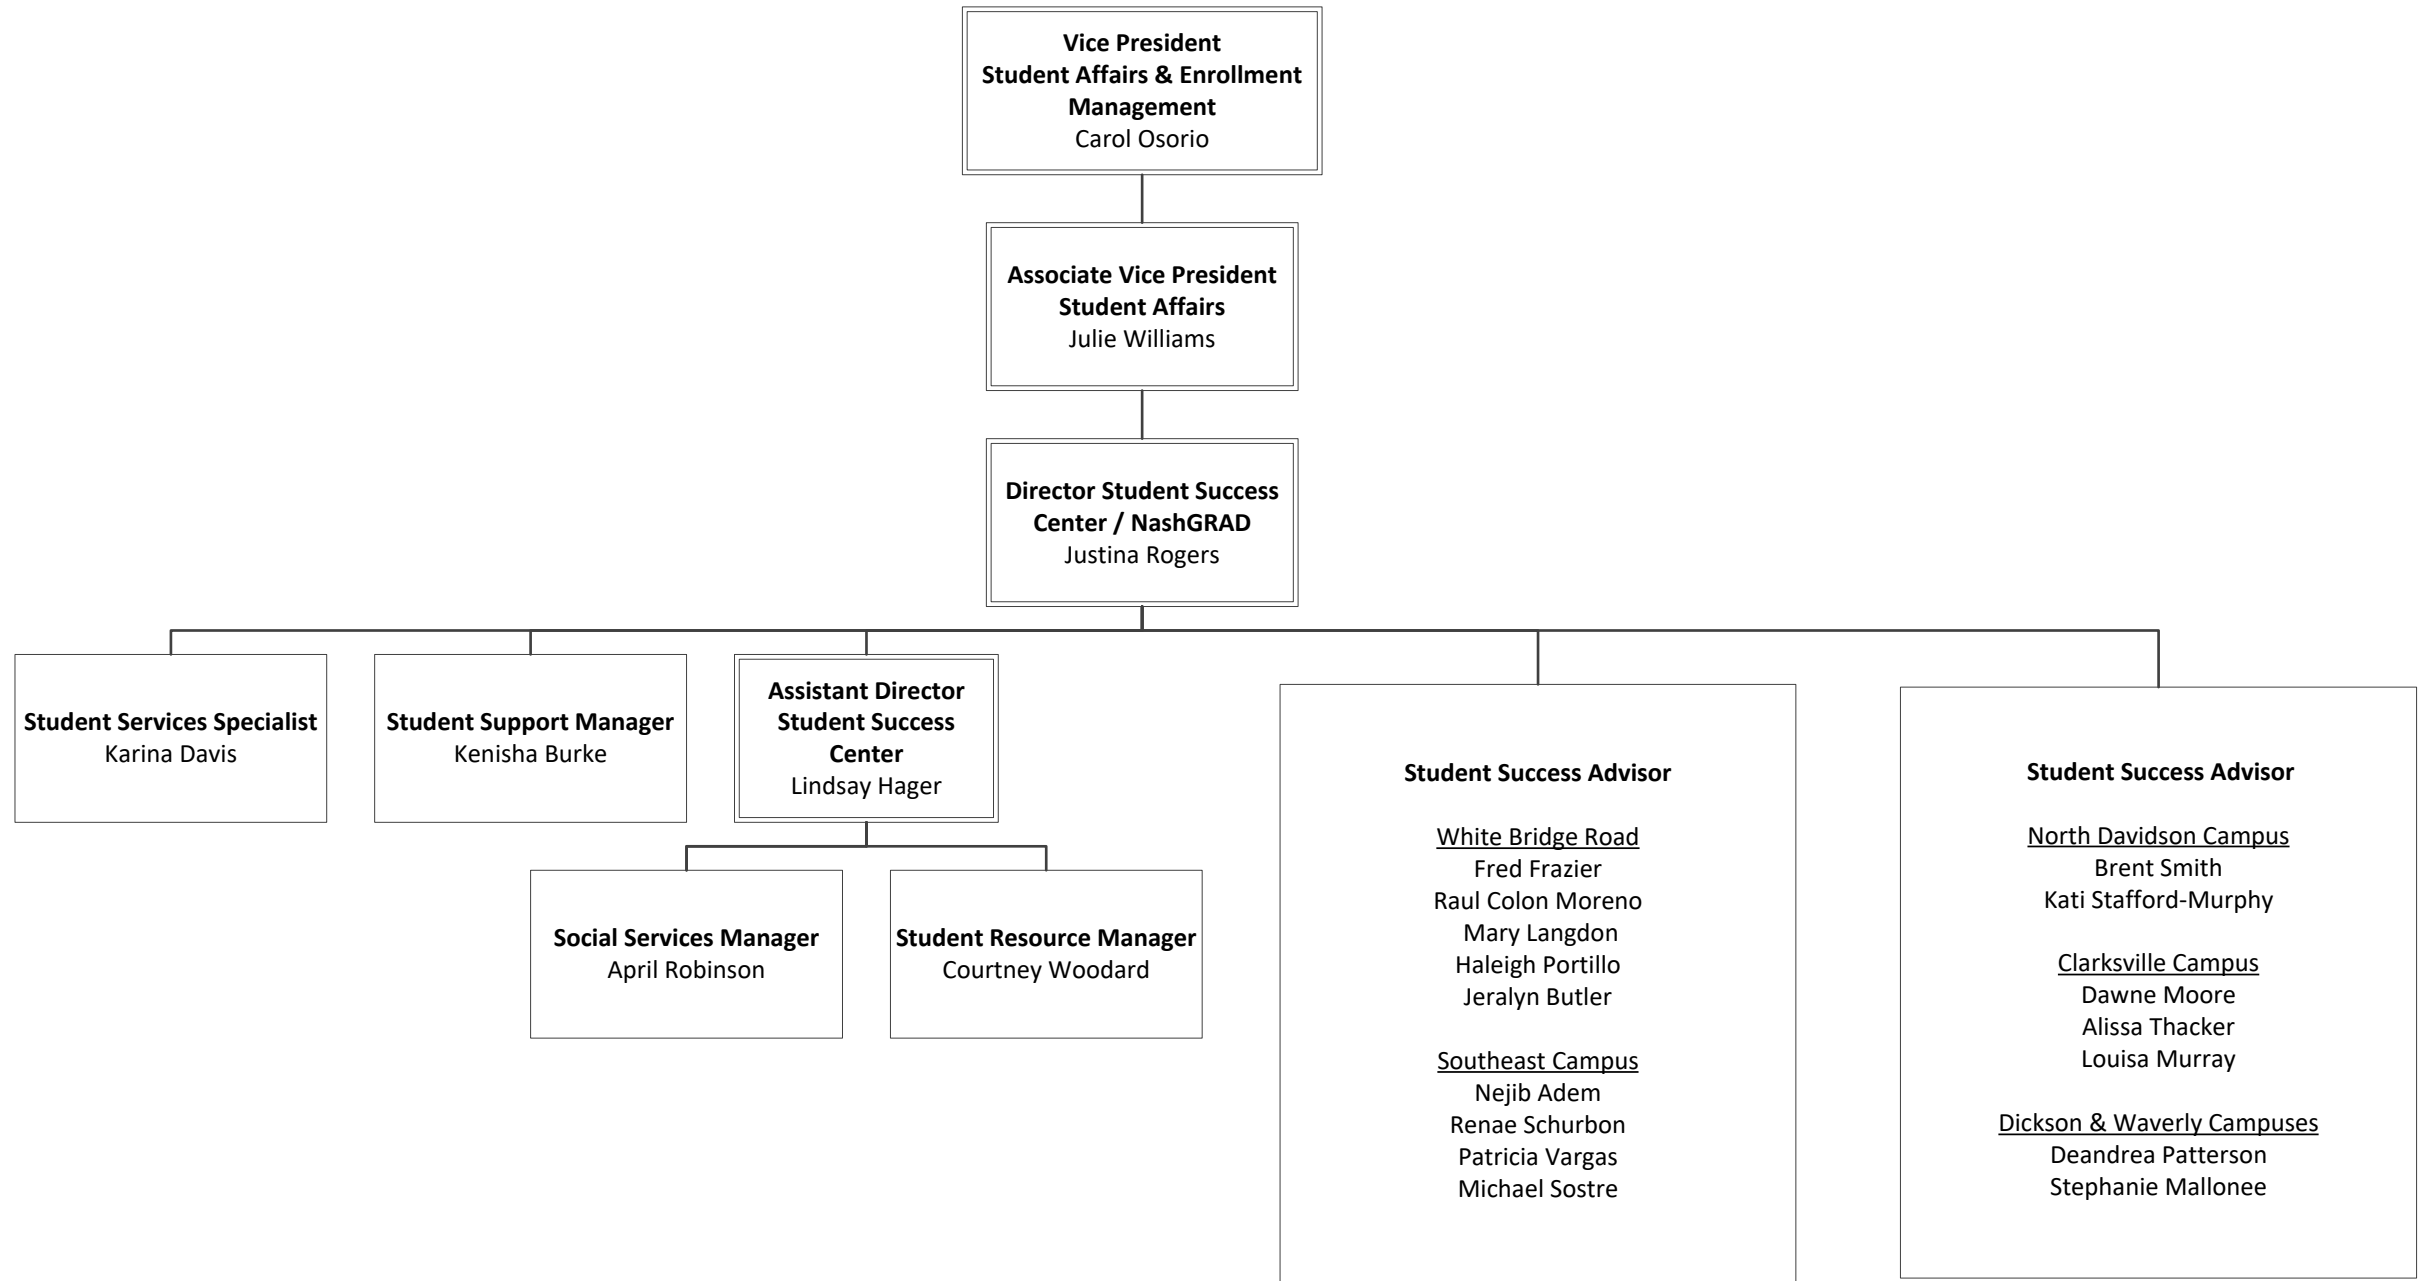 Vice President
Student Affairs & Enrollment
Management
Carol Osorio
Associate Vice President
Student Affairs
Julie Williams
Director Student Success
Center / NashGRAD
Justina Rogers
Student Services Specialist
Karina Davis
Student Support Manager
Kenisha Burke
Assistant Director
Student Success
Center
Lindsay Hager
Social Services Manager
April Robinson
Student Resource Manager
Courtney Woodard
Student Success Advisor
White Bridge Road
Fred Frazier
Raul Colon Moreno
Mary Langdon
Haleigh Portillo
Jeralyn Butler
Southeast Campus
Nejib Adem
Renae Schurbon
Patricia Vargas
Michael Sostre
Student Success Advisor
North Davidson Campus
Brent Smith
Kati Stafford-Murphy
Clarksville Campus
Dawne Moore
Alissa Thacker
Louisa Murray
Dickson & Waverly Campuses
Deandrea Patterson
Stephanie Mallonee